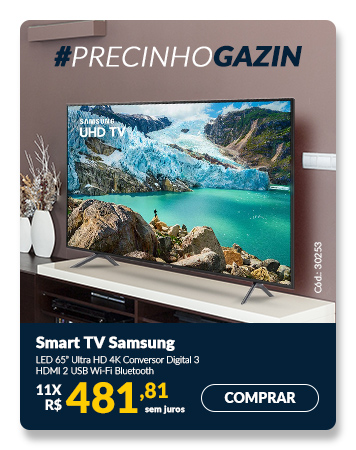 #PRECINHOGAZIN
SAMSUNG
UHD TV
Cód.: 30253
Smart TV Samsung
LED 65" Ultra HD 4K Conversor Digital 3
HDMI 2 USB Wi-Fi Bluetooth
11X
R$ 481,81
sem juros
COMPRAR